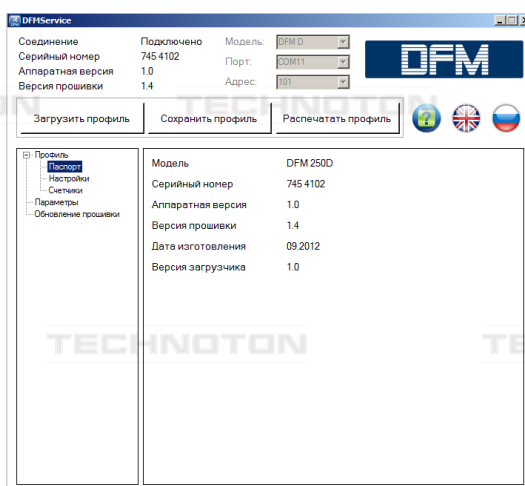 DFMService
Соединение Подключено Модель: DFM D
Серийный номер 745 4102 Порт: COM11
Аппаратная версия 1.0
Версия прошивки 1.4 Адрес: 101
DFM
TECHNOTON
Загрузить профиль Сохранить профиль Распечатать профиль
Профиль
Паспорт
Настройки
Счетчики
Параметры
Обновление прошивки
Модель DFM 250D
Серийный номер 745 4102
Аппаратная версия 1.0
Версия прошивки 1.4
Дата изготовления 09.2012
Версия загрузчика 1.0
TECHNOTON